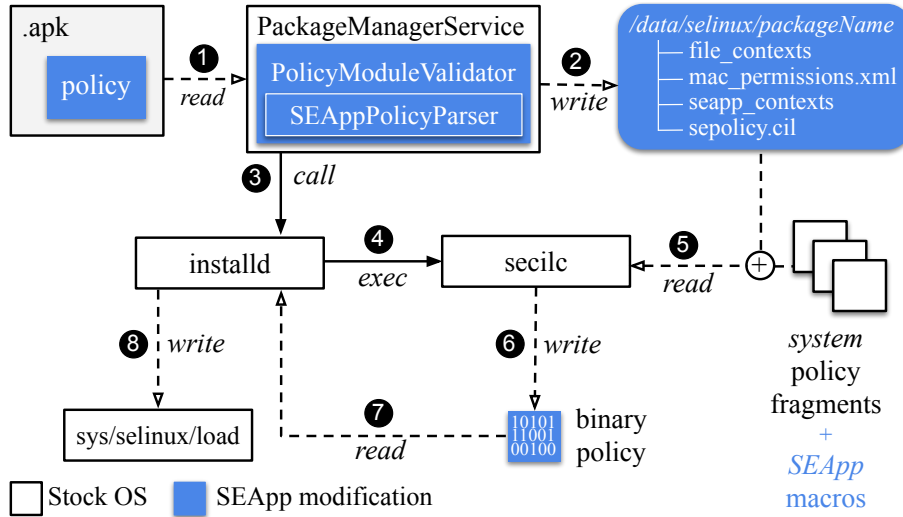 .apk
policy
1
read
PackageManagerService
PolicyModuleValidator
SEAppPolicyParser
2
write
/data/selinux/packageName
file_contexts
mac_permissions.xml
seapp_contexts
sepolicy.cil
3
call
installd
4
exec
secilc
5
read
+
system
policy
fragments
+
SEApp
macros
6
write
10101
11001
00100
binary
policy
7
read
8
write
sys/selinux/load
Stock OS
SEApp modification